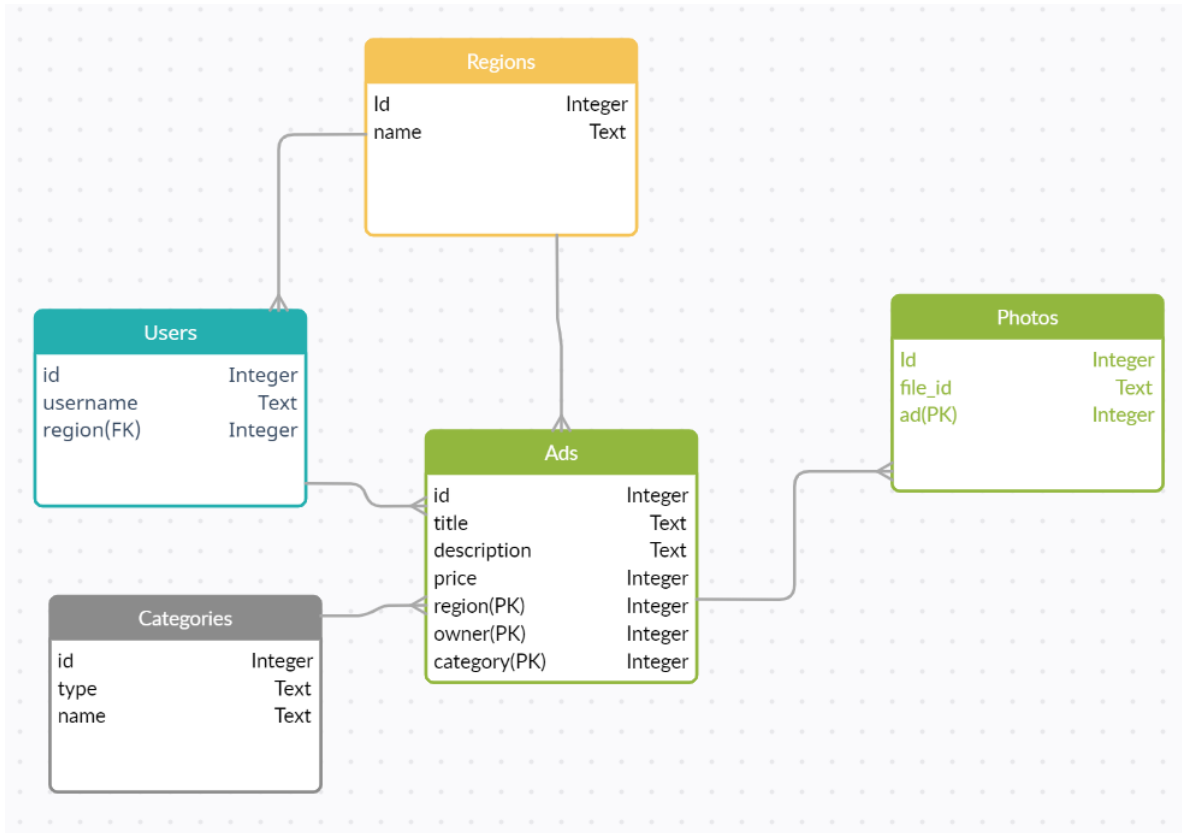 Regions
Id Integer
name Text
Users
id Integer
username Text
region(FK) Integer
Photos
Id Integer
file_id Text
ad(PK) Integer
Ads
id Integer
title Text
description Text
price Integer
region(PK) Integer
owner(PK) Integer
category(PK) Integer
Categories
id Integer
type Text
name Text